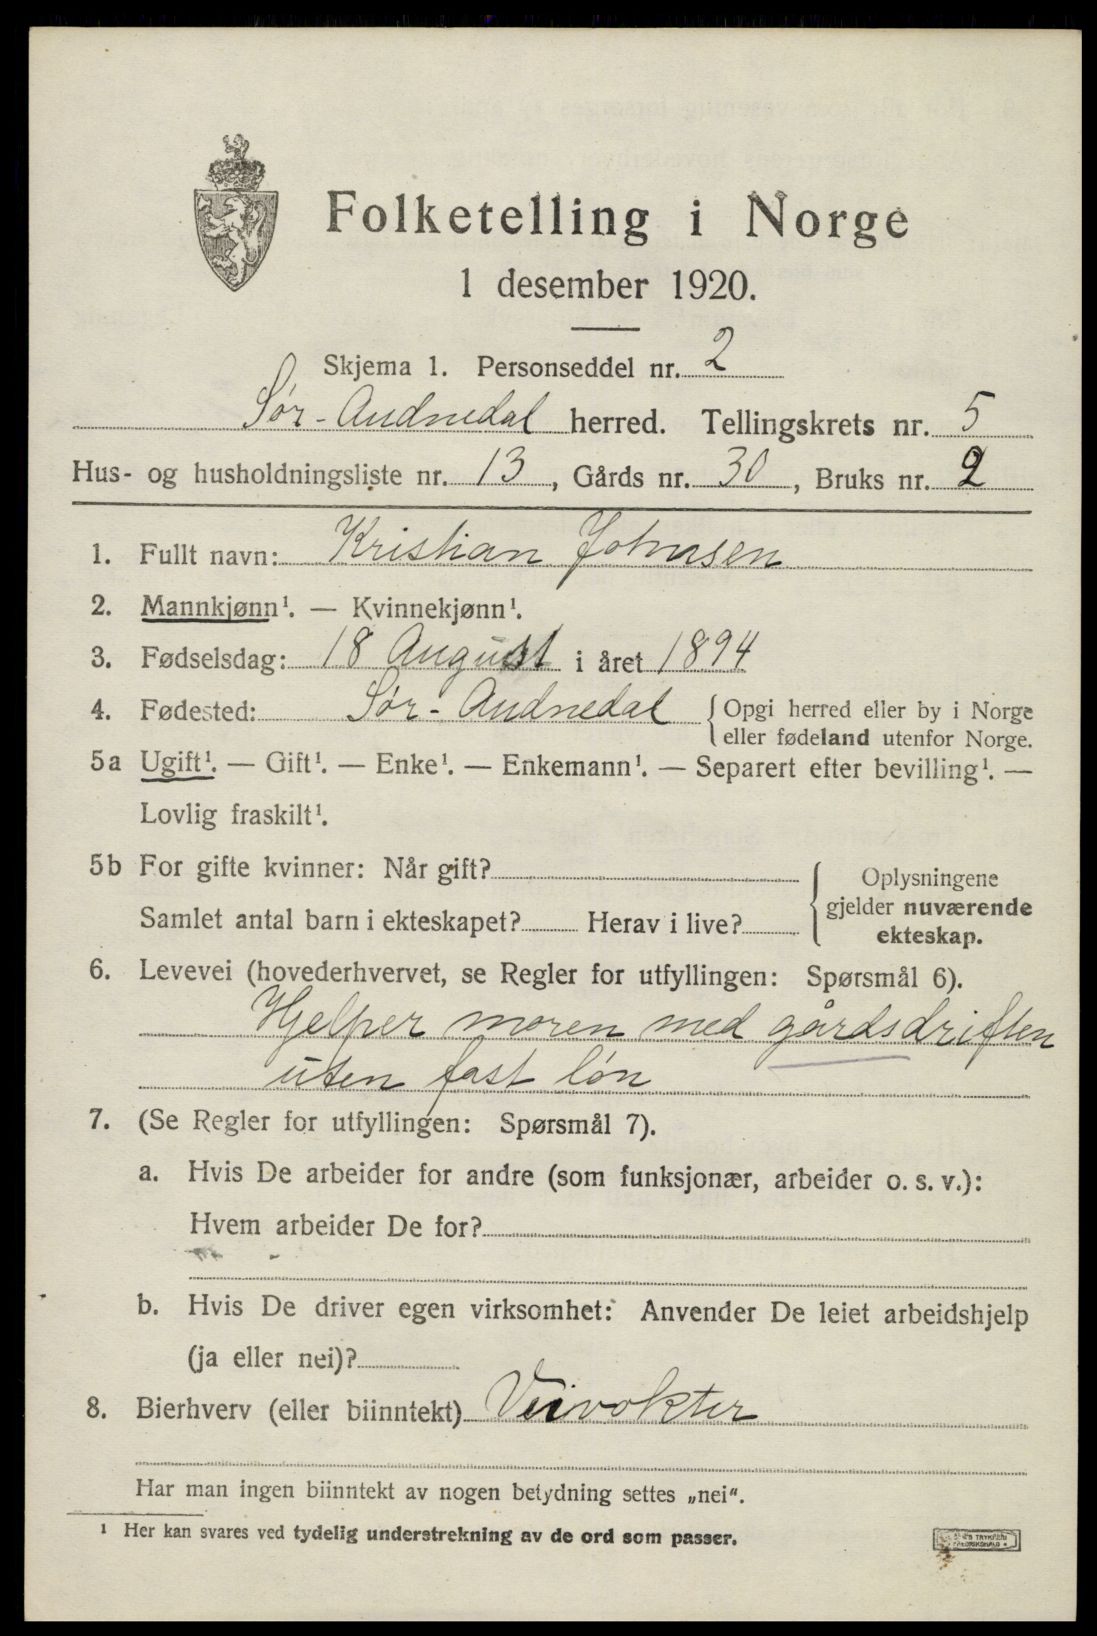 Folketelling i Norge
1 desember 1920.
Skjema 1. Personseddel nr. 2
Sør-Audnedal herred. Tellingskrets nr. 5
Hus- og husholdningsliste nr. 13, Gårds nr. 30, Bruks nr. 2
1. Fullt navn: Kristian Johnsen
2. Mannkjønn¹. — Kvinnekjønn¹.
3. Fødselsdag: 18 August i året 1894
4. Fødested: Sør-Audnedal { Opgi herred eller by i Norge
eller fødeland utenfor Norge.
5a Ugift¹. — Gift¹. — Enke¹. — Enkemann¹. — Separert efter bevilling¹. —
Lovlig fraskilt¹.
5b For gifte kvinner: Når gift?
Samlet antal barn i ekteskapet? Herav i live?
{ Oplysningene
gjelder nuværende
ekteskap.
6. Levevei (hovederhvervet, se Regler for utfyllingen: Spørsmål 6).
Hjelper moren med gårdsdriften
uten fast løn
7. (Se Regler for utfyllingen: Spørsmål 7).
a. Hvis De arbeider for andre (som funksjonær, arbeider o. s. v.):
Hvem arbeider De for?
b. Hvis De driver egen virksomhet: Anvender De leiet arbeidshjelp
(ja eller nei)?
8. Bierhverv (eller biinntekt) Veivokter
Har man ingen biinntekt av nogen betydning settes „nei“.
¹ Her kan svares ved tydelig understrekning av de ord som passer.